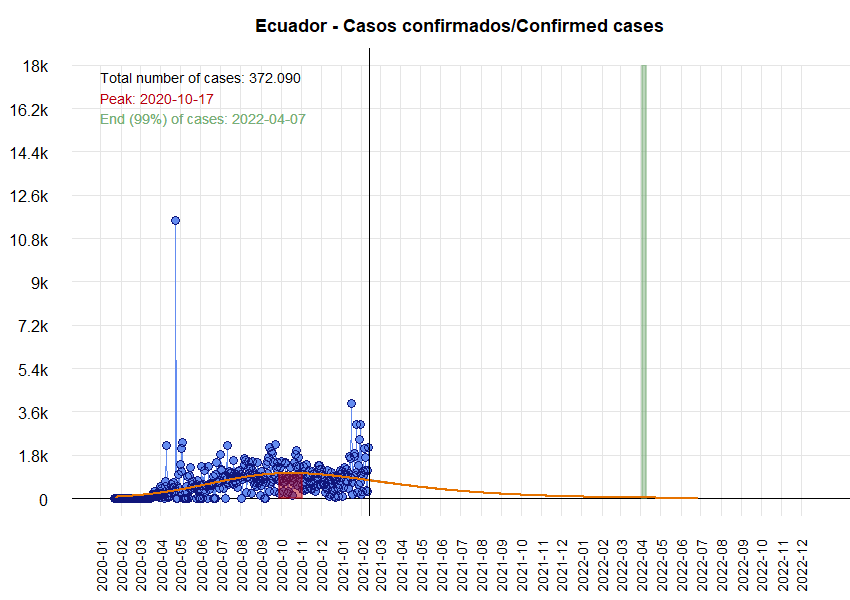 Ecuador - Casos confirmados/Confirmed cases
Total number of cases: 372.090
Peak: 2020-10-17
End (99%) of cases: 2022-04-07
18k
16.2k
14.4k
12.6k
10.8k
9k
7.2k
5.4k
3.6k
1.8k
0
2020-01
2020-02
2020-03
2020-04
2020-05
2020-06
2020-07
2020-08
2020-09
2020-10
2020-11
2020-12
2021-01
2021-02
2021-03
2021-04
2021-05
2021-06
2021-07
2021-08
2021-09
2021-10
2021-11
2021-12
2022-01
2022-02
2022-03
2022-04
2022-05
2022-06
2022-07
2022-08
2022-09
2022-10
2022-11
2022-12